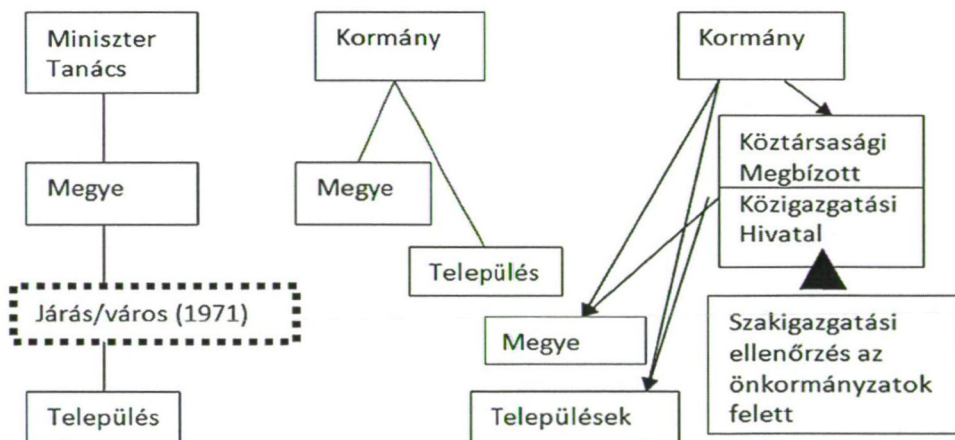 Miniszter
Tanács
Megye
Járás/város (1971)
Település
Kormány
Megye
Település
Kormány
Köztársasági
Megbízott
Közigazgatási
Hivatal
Megye
Települések
Szakigazgatási
ellenőrzés az
önkormányzatok
felett